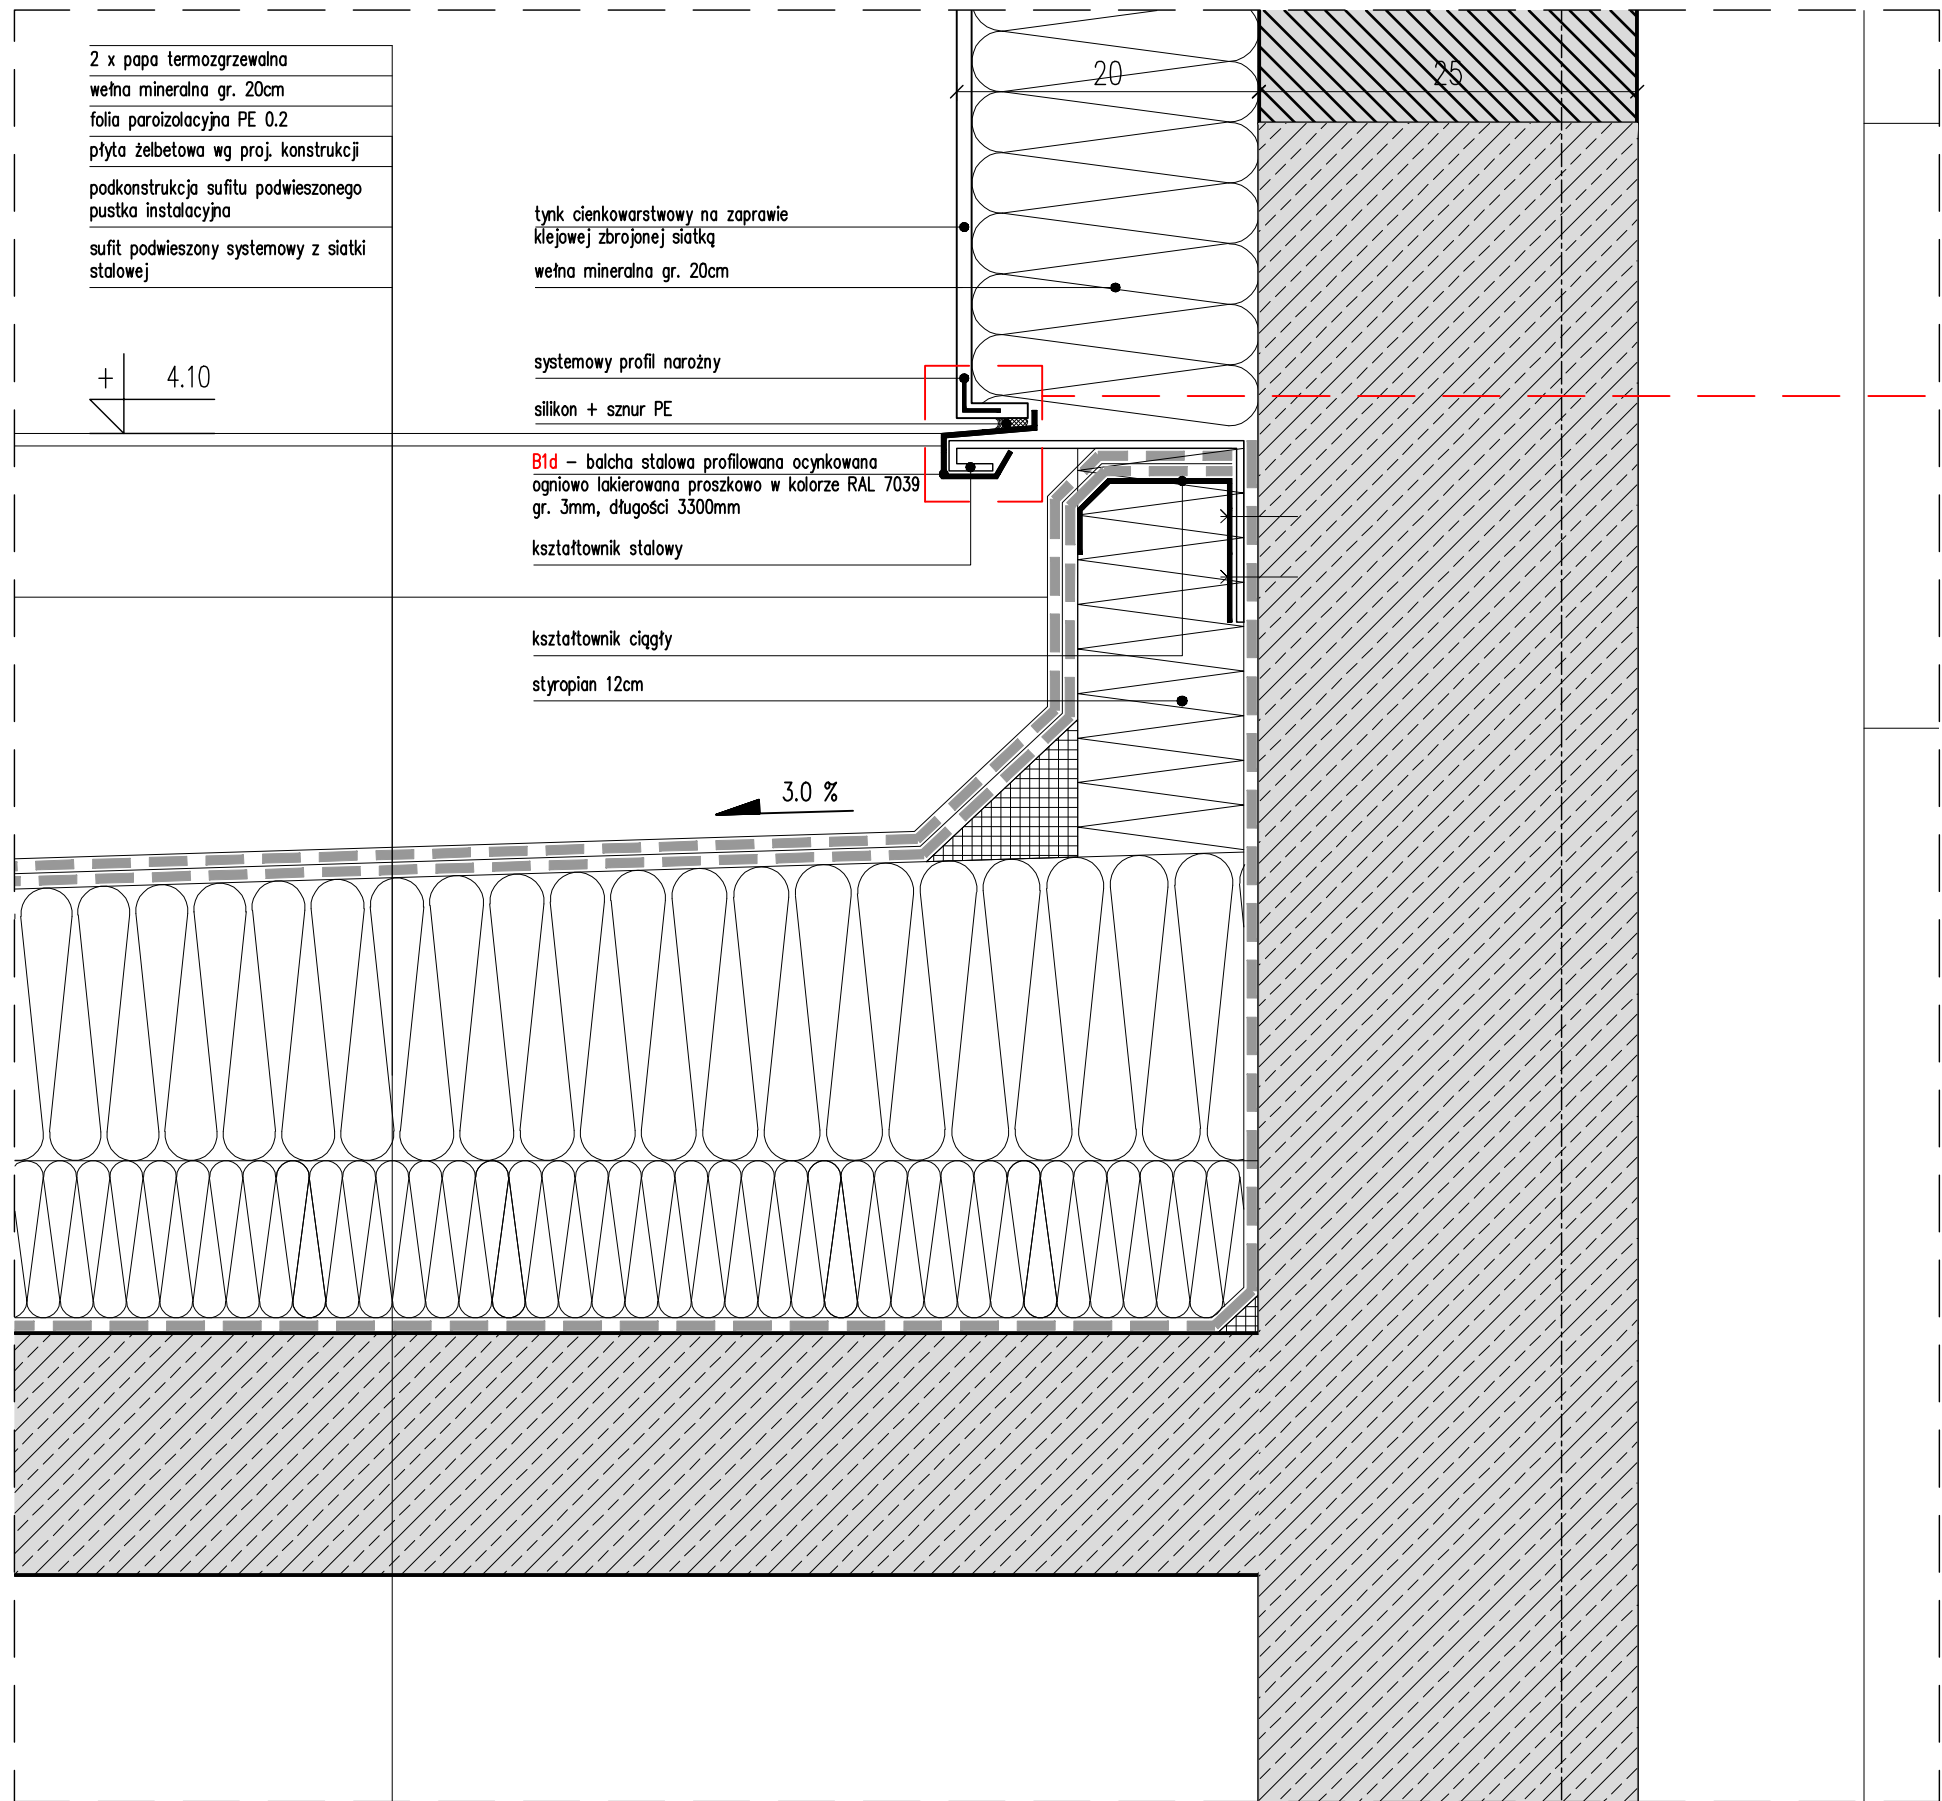 2 x papa termozgrzewalna
wełna mineralna gr. 20cm
folia paroizolacyjna PE 0.2
płyta żelbetowa wg proj. konstrukcji
podkonstrukcja sufitu podwieszonego
pustka instalacyjna
sufit podwieszony systemowy z siatki
stalowej
20
25
tynk cienkowarstwowy na zaprawie
klejowej zbrojonej siatką
wełna mineralna gr. 20cm
+ 4.10
systemowy profil narożny
silikon + sznur PE
B1d – balcha stalowa profilowana ocynkowana
ogniowo lakierowana proszkowo w kolorze RAL 7039
gr. 3mm, długości 3300mm
kształtownik stalowy
kształtownik ciągły
styropian 12cm
3.0 %